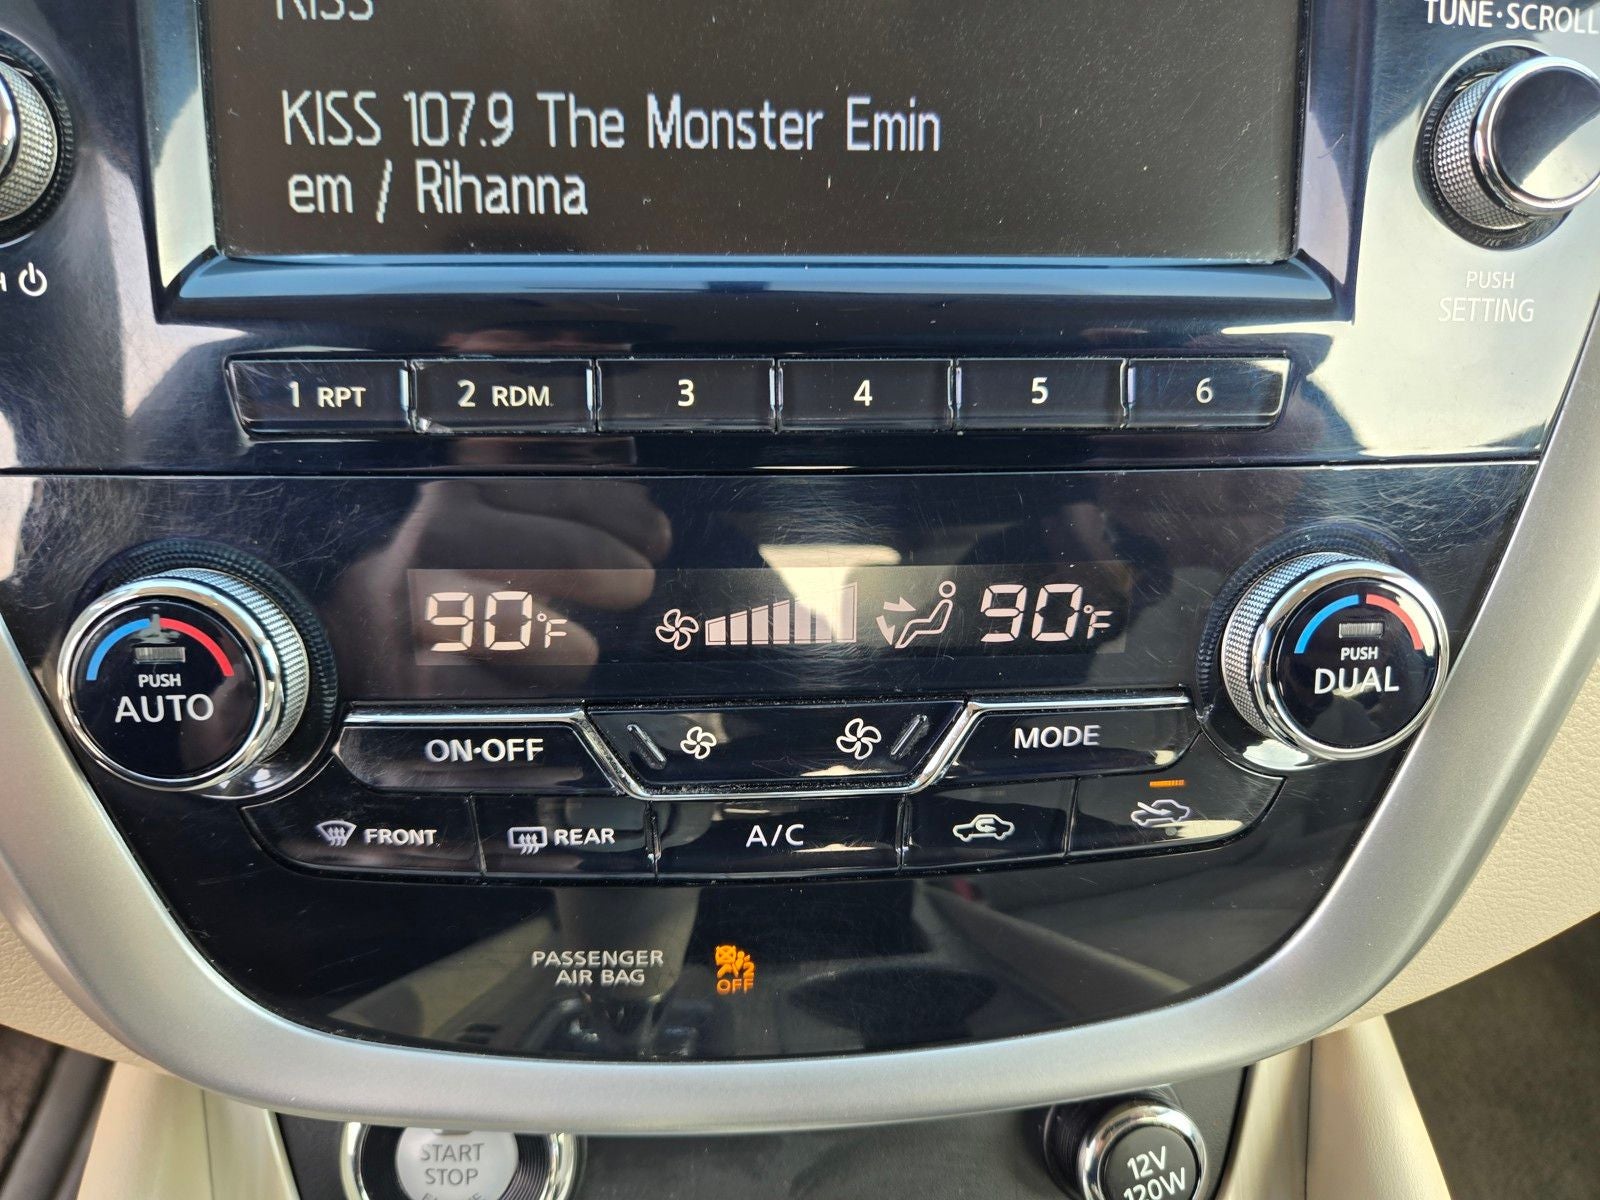 KISS
TUNE·SCROLL
KISS 107.9 The Monster Emin
em / Rihanna
PUSH
SETTING
1 RPT 2 RDM 3 4 5 6
90°F 90°F
PUSH
AUTO
PUSH
DUAL
ON·OFF MODE
FRONT REAR A/C
PASSENGER
AIR BAG
2
OFF
START
STOP
12V
120W